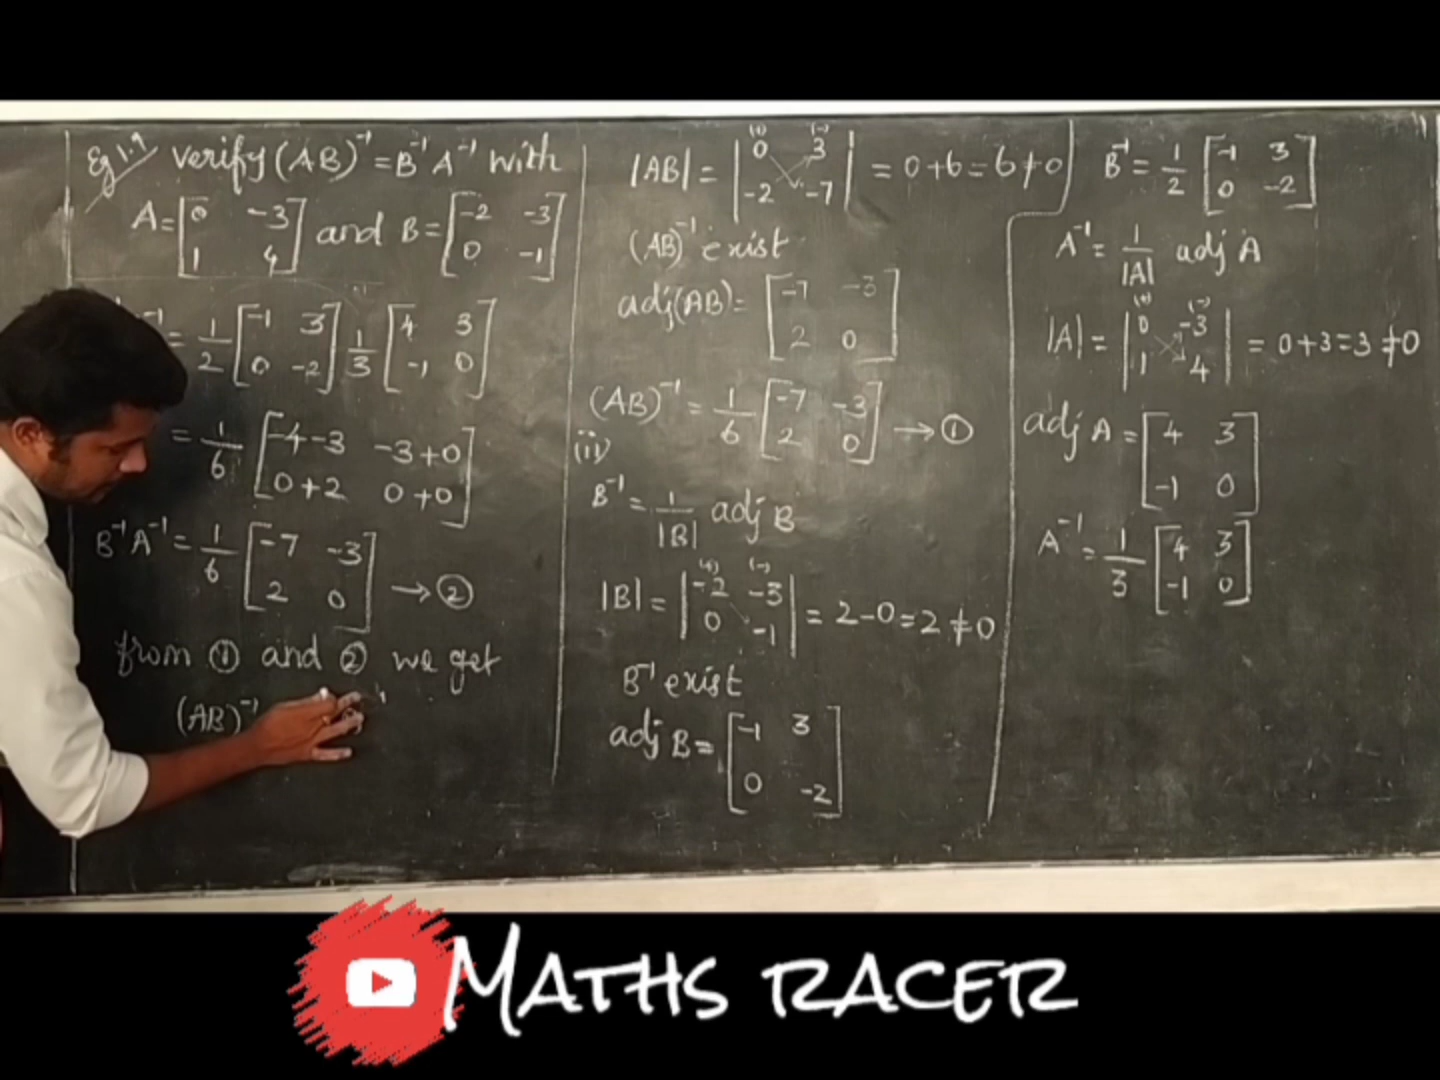 Eg 1.9 Verify (AB)⁻¹ = B⁻¹ A⁻¹ with
A = [0 -3; 1 4] and B = [-2 -3; 0 -1]
⁻¹ = 1/2 [-1 3; 0 -2] 1/3 [4 3; -1 0]
= 1/6 [-4-3 -3+0; 0+2 0+0]
B⁻¹ A⁻¹ = 1/6 [-7 -3; 2 0] → ②
from ① and ② we get
(AB)⁻¹
|AB| = |0 3; -2 -7| (+) (-) = 0+6 = 6 ≠ 0
(AB)⁻¹ exist
adj(AB) = [-7 -3; 2 0]
(AB)⁻¹ = 1/6 [-7 -3; 2 0] → ①
(ii)
B⁻¹ = 1/|B| adj B
|B| = |-2 -3; 0 -1| (+) (-) = 2-0 = 2 ≠ 0
B⁻¹ exist
adj B = [-1 3; 0 -2]
B⁻¹ = 1/2 [-1 3; 0 -2]
A⁻¹ = 1/|A| adj A
|A| = |0 -3; 1 4| (+) (-) = 0+3 = 3 ≠ 0
adj A = [4 3; -1 0]
A⁻¹ = 1/3 [4 3; -1 0]
MATHS RACER